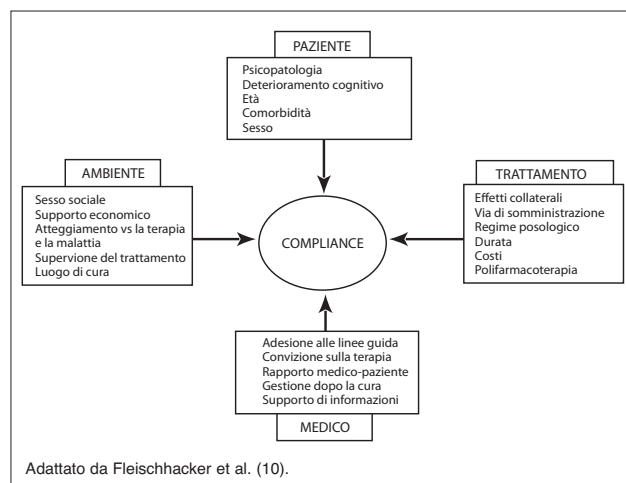 PAZIENTE
Psicopatologia
Deterioramento cognitivo
Età
Comorbidità
Sesso
AMBIENTE
Sesso sociale
Supporto economico
Atteggiamento vs la terapia
e la malattia
Supervione del trattamento
Luogo di cura
COMPLIANCE
TRATTAMENTO
Effetti collaterali
Via di somministrazione
Regime posologico
Durata
Costi
Polifarmacoterapia
Adesione alle linee guida
Convizione sulla terapia
Rapporto medico-paziente
Gestione dopo la cura
Supporto di informazioni
MEDICO
Adattato da Fleischhacker et al. (10).